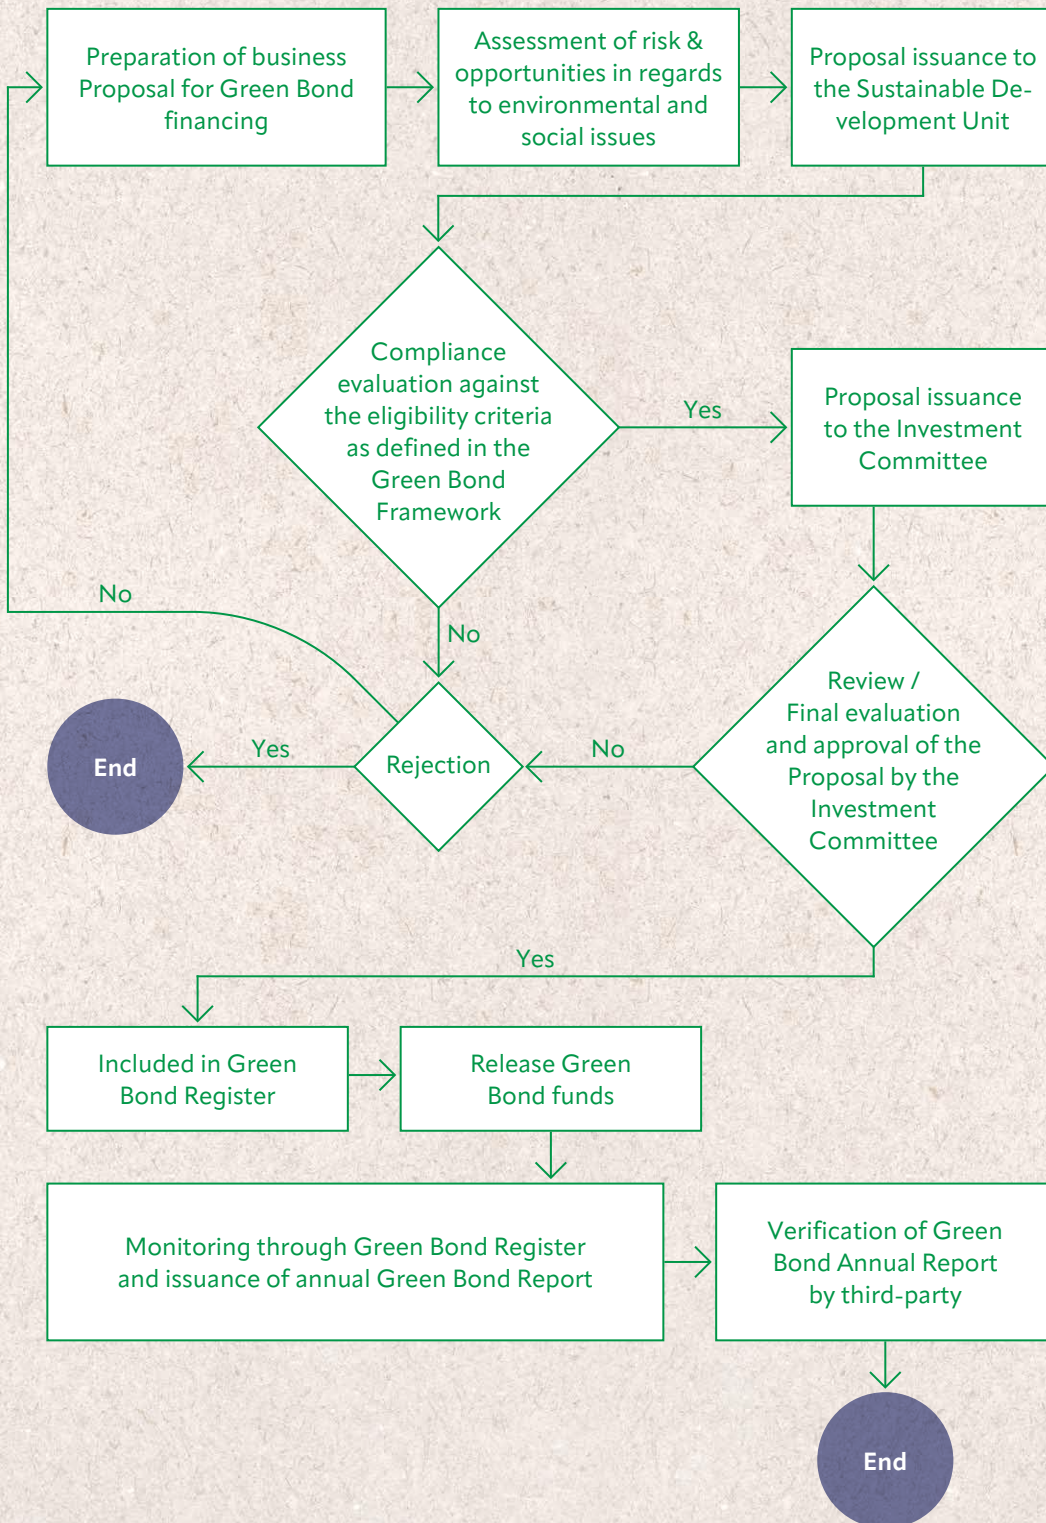 Preparation of business
Proposal for Green Bond
financing
Assessment of risk &
opportunities in regards
to environmental and
social issues
Proposal issuance to
the Sustainable De-
velopment Unit
Compliance
evaluation against
the eligibility criteria
as defined in the
Green Bond
Framework
Yes
Proposal issuance
to the Investment
Committee
No
No
Review /
Final evaluation
and approval of the
Proposal by the
Investment
Committee
No
Rejection
Yes
End
Yes
Included in Green
Bond Register
Release Green
Bond funds
Monitoring through Green Bond Register
and issuance of annual Green Bond Report
Verification of Green
Bond Annual Report
by third-party
End